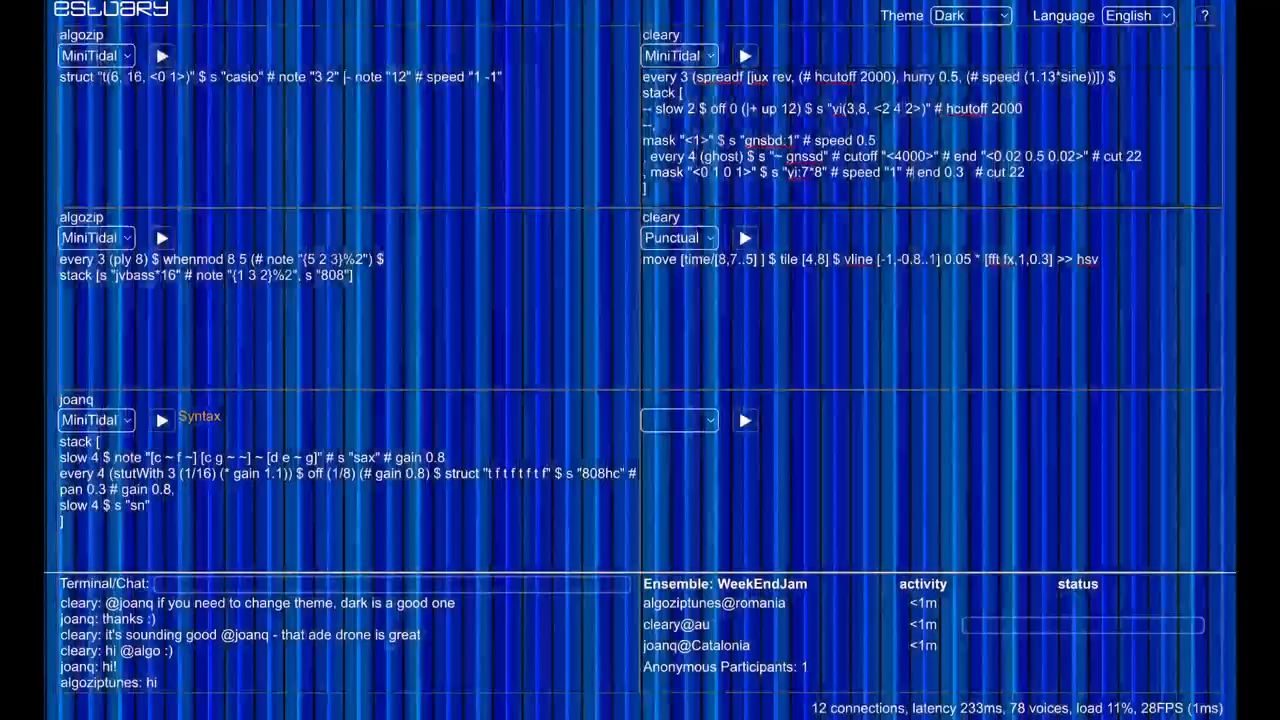 estuary
Theme Dark Language English ?
algozip
MiniTidal
struct "t(6, 16, <0 1>)" $ s "casio" # note "3 2" |- note "12" # speed "1 -1"
cleary
MiniTidal
every 3 (spreadf [jux rev, (# hcutoff 2000), hurry 0.5, (# speed (1.13*sine))]) $
stack [
-- slow 2 $ off 0 (|+ up 12) $ s "yi(3,8, <2 4 2>)" # hcutoff 2000
--,
mask "<1>" $ s "gnsbd:1" # speed 0.5
, every 4 (ghost) $ s "~ gnssd" # cutoff "<4000>" # end "<0.02 0.5 0.02>" # cut 22
, mask "<0 1 0 1>" $ s "yi:7*8" # speed "1" # end 0.3 # cut 22
]
algozip
MiniTidal
every 3 (ply 8) $ whenmod 8 5 (# note "{5 2 3}%2") $
stack [s "jvbass*16" # note "{1 3 2}%2", s "808"]
cleary
Punctual
move [time/[8,7..5] ] $ tile [4,8] $ vline [-1,-0.8..1] 0.05 * [fft fx,1,0.3] >> hsv
joanq
MiniTidal Syntax
stack [
slow 4 $ note "[c ~ f ~] [c g ~ ~] ~ [d e ~ g]" # s "sax" # gain 0.8
every 4 (stutWith 3 (1/16) (* gain 1.1)) $ off (1/8) (# gain 0.8) $ struct "t f t f t f t f" $ s "808hc" #
pan 0.3 # gain 0.8,
slow 4 $ s "sn"
]
Terminal/Chat:
cleary: @joanq if you need to change theme, dark is a good one
joanq: thanks :)
cleary: it's sounding good @joanq - that ade drone is great
cleary: hi @algo :)
joanq: hi!
algoziptunes: hi
Ensemble: WeekEndJam activity status
algoziptunes@romania <1m
cleary@au <1m
joanq@Catalonia <1m
Anonymous Participants: 1
12 connections, latency 233ms, 78 voices, load 11%, 28FPS (1ms)